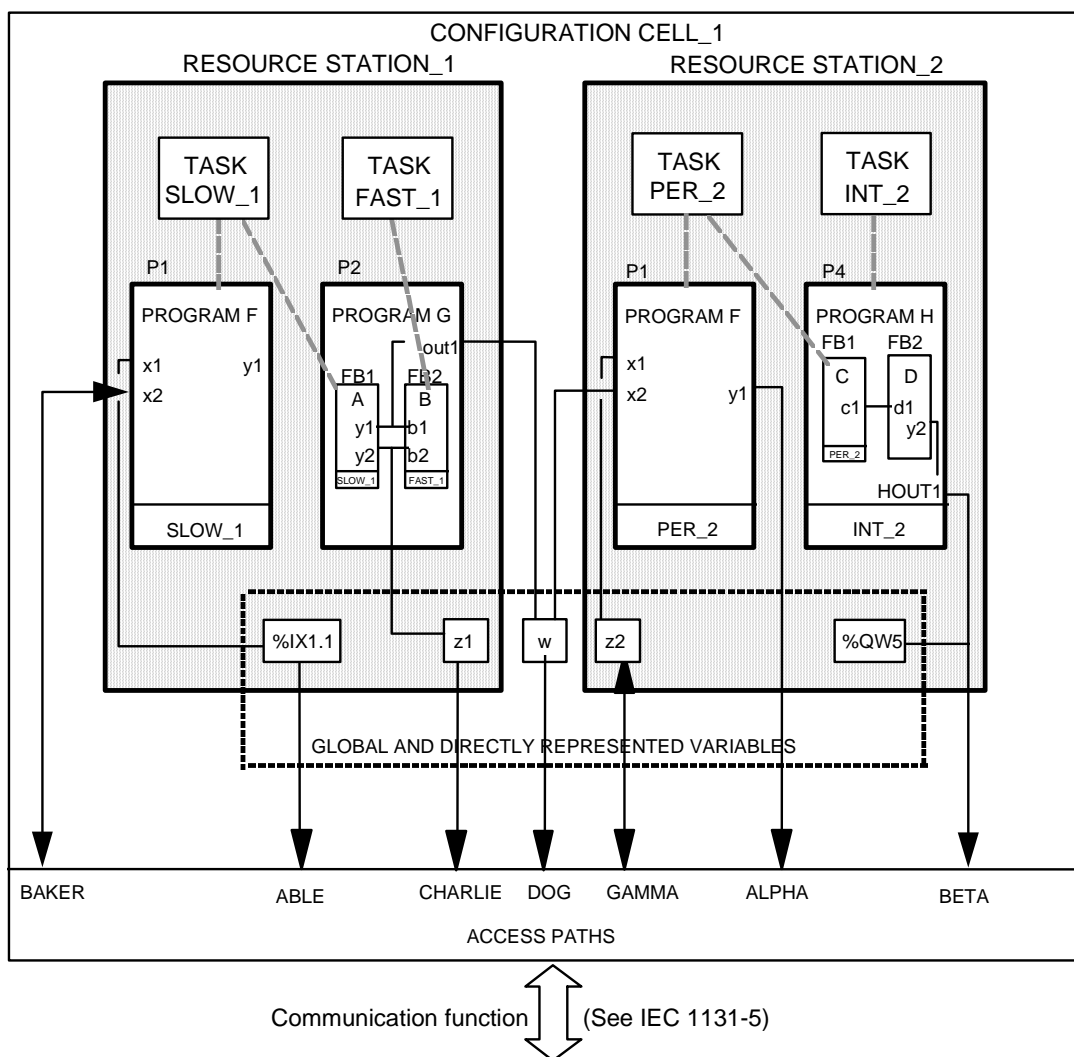 CONFIGURATION CELL_1
RESOURCE STATION_1
RESOURCE STATION_2
TASK
SLOW_1
TASK
FAST_1
TASK
PER_2
TASK
INT_2
P1
P2
P1
P4
PROGRAM F
x1
y1
x2
SLOW_1
PROGRAM G
out1
FB1
FB2
A
B
y1
b1
y2
b2
SLOW_1
FAST_1
PROGRAM F
x1
x2
y1
PER_2
PROGRAM H
FB1
FB2
C
D
c1
d1
y2
PER_2
HOUT1
INT_2
%IX1.1
z1
w
z2
%QW5
GLOBAL AND DIRECTLY REPRESENTED VARIABLES
BAKER
ABLE
CHARLIE
DOG
GAMMA
ALPHA
BETA
ACCESS PATHS
Communication function
(See IEC 1131-5)